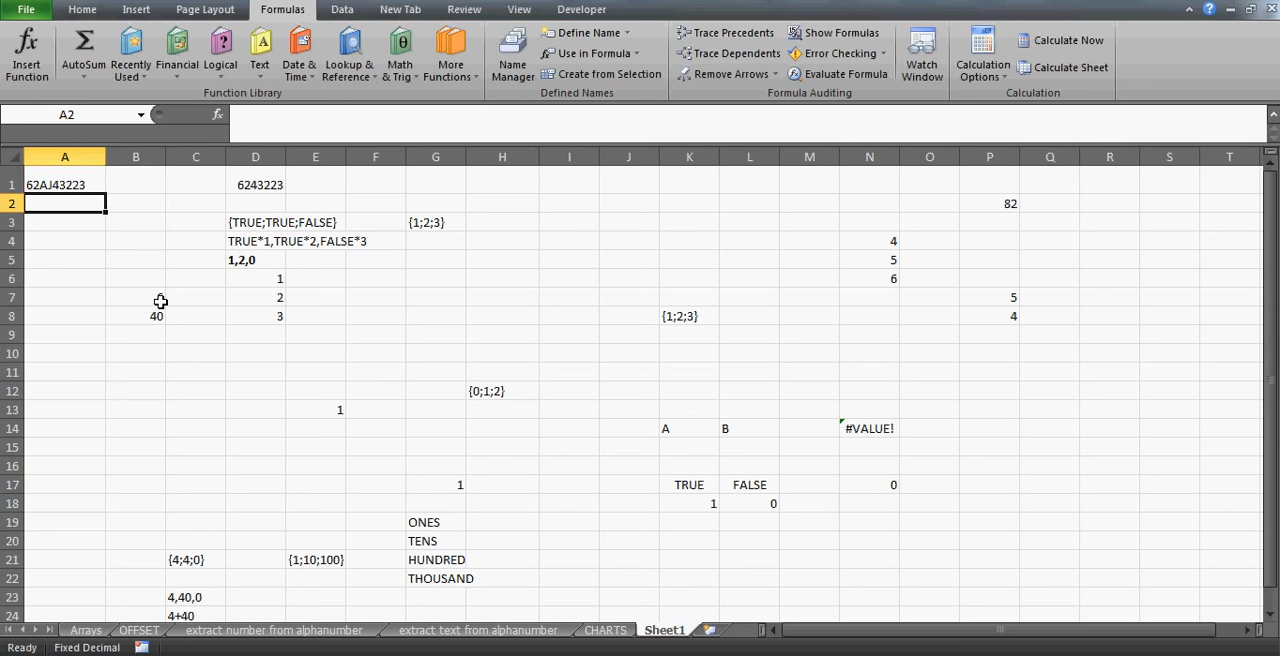 File Home Insert Page Layout Formulas Data New Tab Review View Developer
Insert Function
AutoSum
Recently Used
Financial
Logical
Text
Date & Time
Lookup & Reference
Math & Trig
More Functions
Function Library
Name Manager
Define Name
Use in Formula
Create from Selection
Defined Names
Trace Precedents
Trace Dependents
Remove Arrows
Show Formulas
Error Checking
Evaluate Formula
Formula Auditing
Watch Window
Calculation Options
Calculate Now
Calculate Sheet
Calculation
A2 fx
A B C D E F G H I J K L M N O P Q R S T
1 62AJ43223 6243223
2 82
3 {TRUE;TRUE;FALSE} {1;2;3}
4 TRUE*1,TRUE*2,FALSE*3 4
5 1,2,0 5
6 1 6
7 2 5
8 40 3 {1;2;3} 4
9
10
11
12 {0;1;2}
13 1
14 A B #VALUE!
15
16
17 1 TRUE FALSE 0
18 1 0
19 ONES
20 TENS
21 {4;4;0} {1;10;100} HUNDRED
22 THOUSAND
23 4,40,0
24 4+40
Arrays OFFSET extract number from alphanumber extract text from alphanumber CHARTS Sheet1
Ready Fixed Decimal